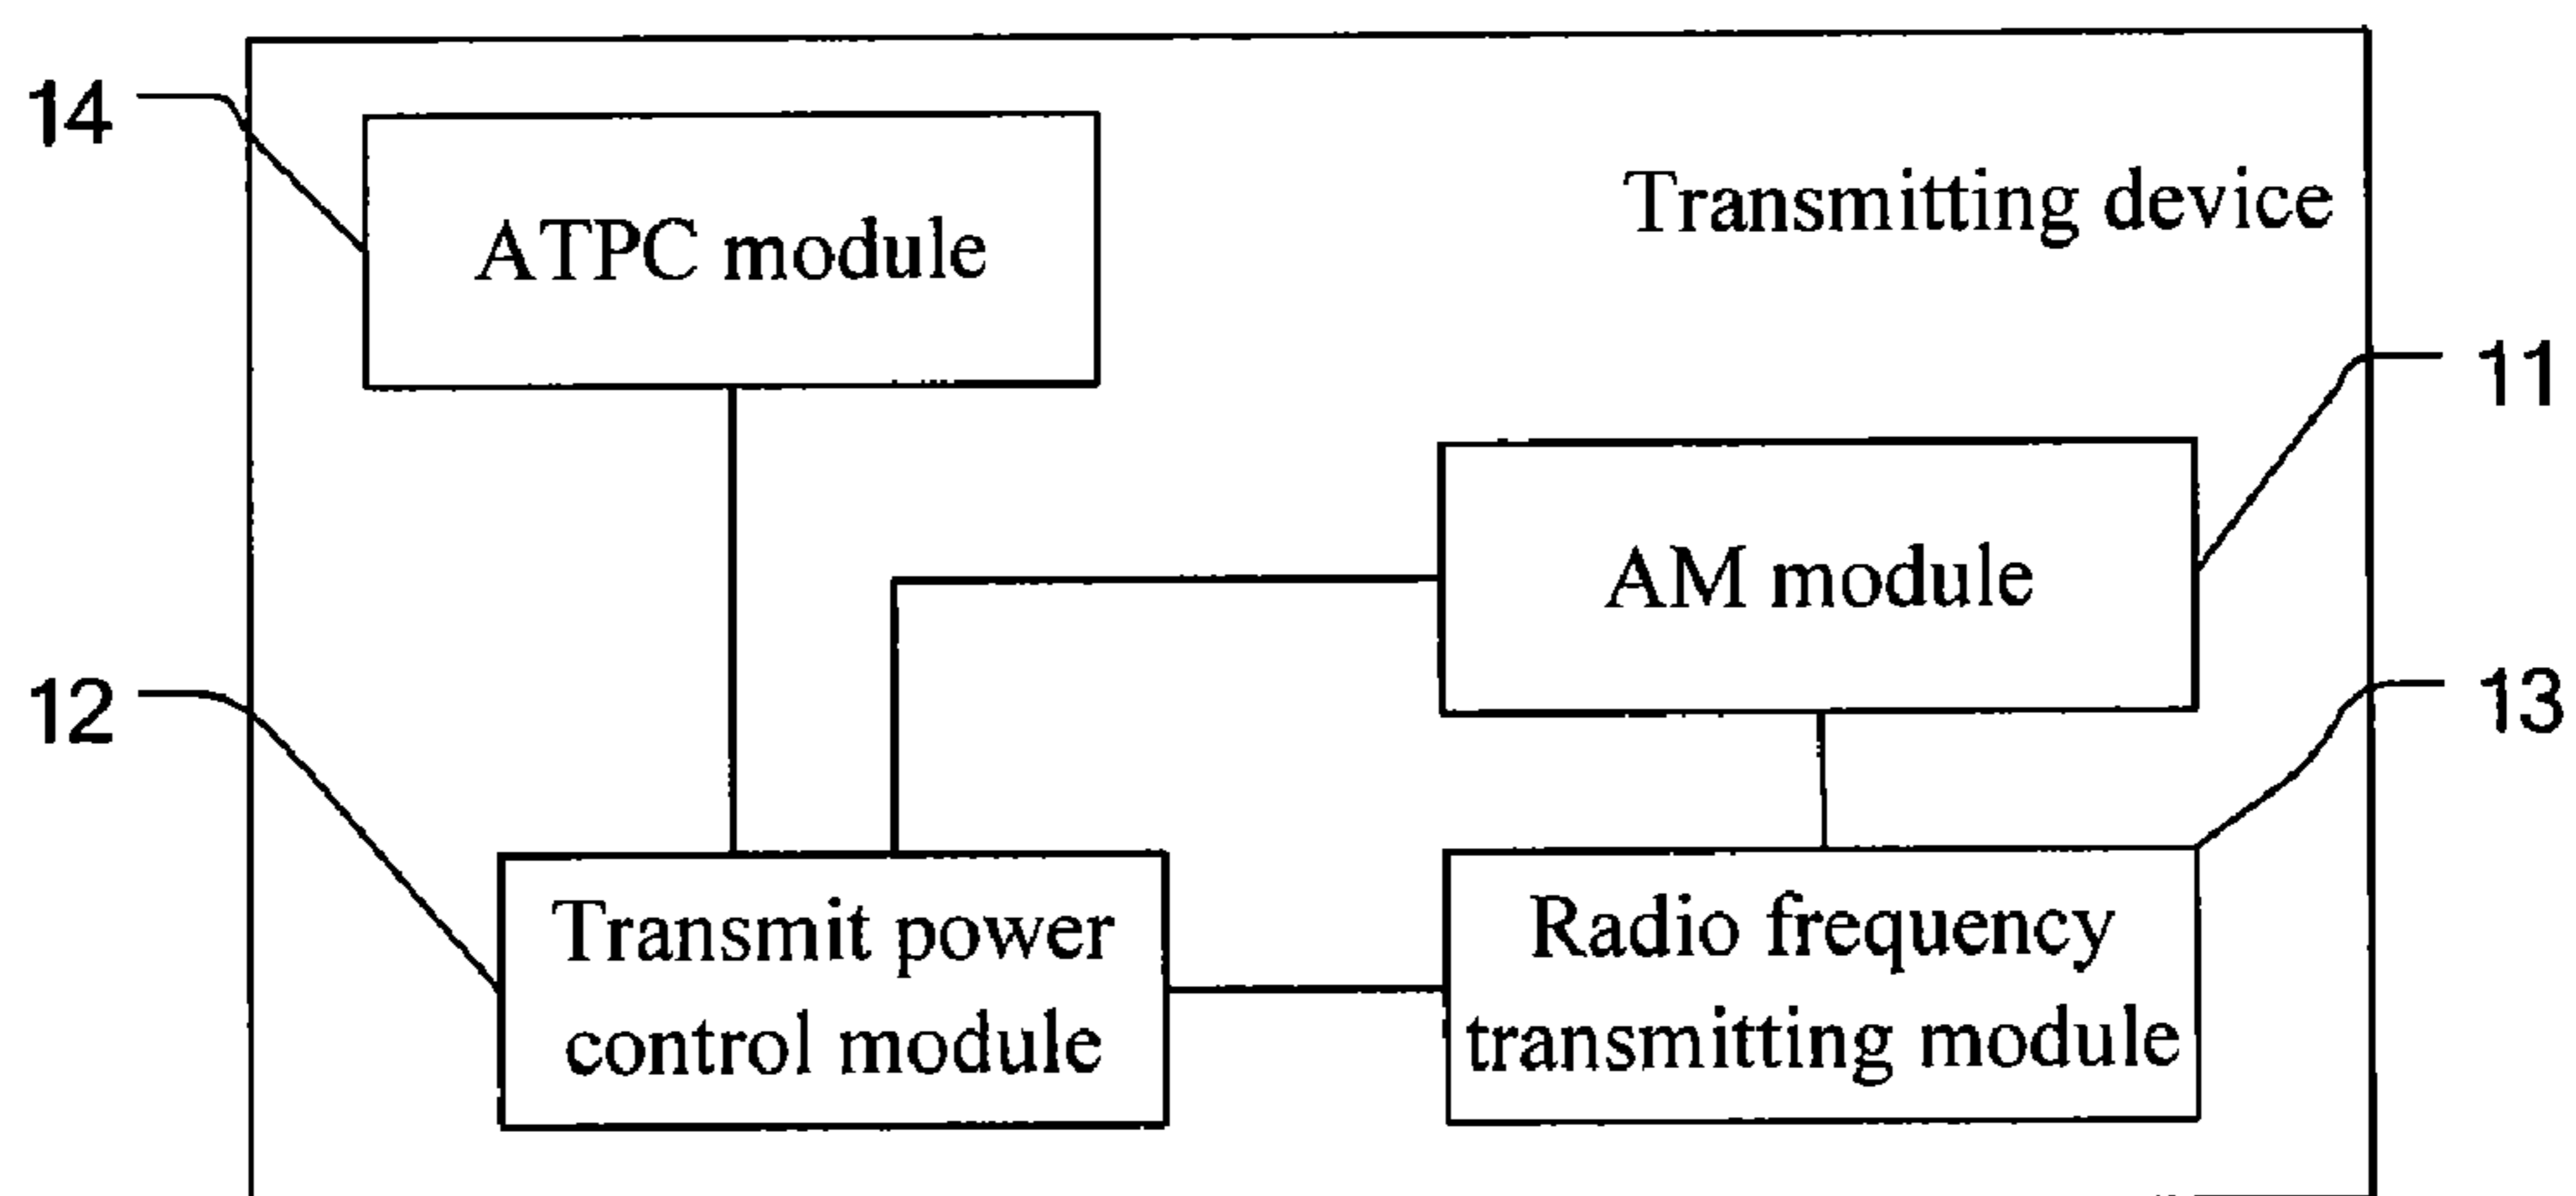 14
Transmitting device
ATPC module
11
AM module
12
13
Transmit power
control module
Radio frequency
transmitting module